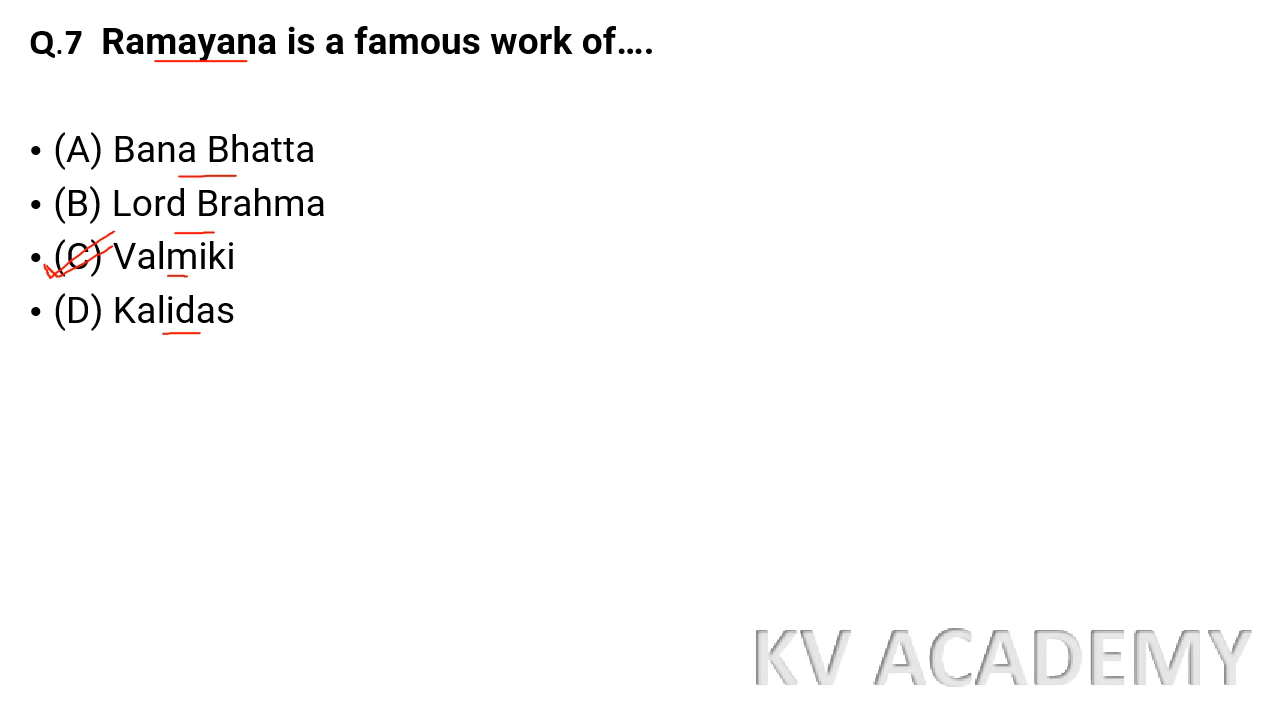 Q.7 Ramayana is a famous work of….
• (A) Bana Bhatta
• (B) Lord Brahma
• (C) Valmiki
• (D) Kalidas
KV ACADEMY